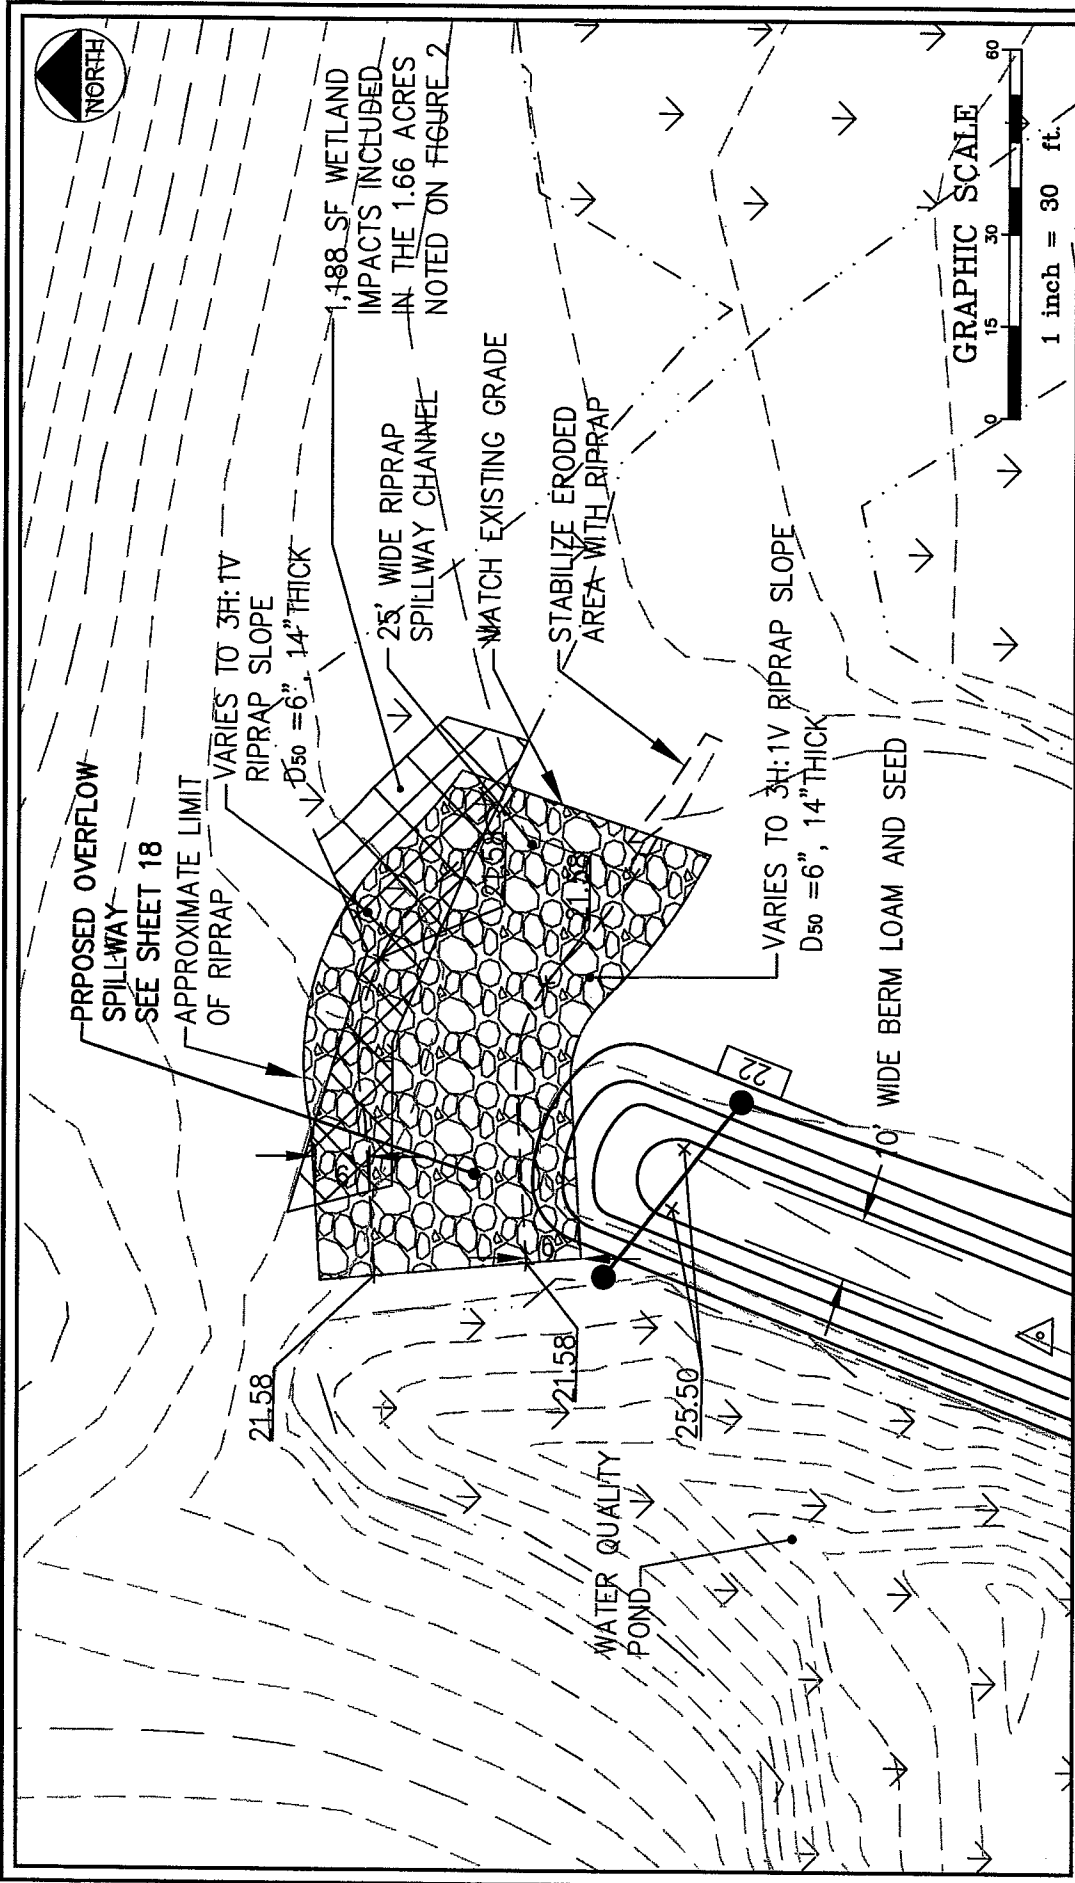 NORTH
PRPOSED OVERFLOW
SPILLWAY
SEE SHEET 18
APPROXIMATE LIMIT
OF RIPRAP
VARIES TO 3H:1V
RIPRAP SLOPE
D50 =6", 14"THICK
1,188 SF WETLAND
IMPACTS INCLUDED
IN THE 1.66 ACRES
NOTED ON FIGURE 2
25' WIDE RIPRAP
SPILLWAY CHANNEL
MATCH EXISTING GRADE
STABILIZE ERODED
AREA WITH RIPRAP
VARIES TO 3H:1V RIPRAP SLOPE
D50 =6", 14"THICK
10' WIDE BERM LOAM AND SEED
21.58
21.58
25.50
21.58
21.58
22
WATER QUALITY
POND
GRAPHIC SCALE
0 15 30 60
1 inch = 30 ft.